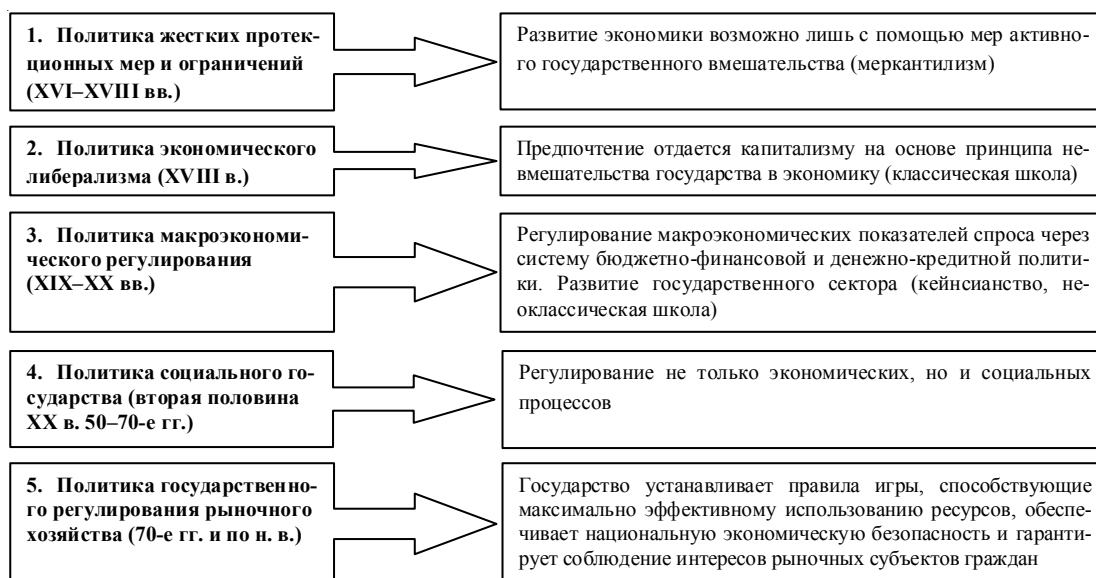 1. Политика жестких протек-
ционных мер и ограничений
(XVI–XVIII вв.)
Развитие экономики возможно лишь с помощью мер активно-
го государственного вмешательства (меркантилизм)
2. Политика экономического
либерализма (XVIII в.)
Предпочтение отдается капитализму на основе принципа не-
вмешательства государства в экономику (классическая школа)
3. Политика макроэкономи-
ческого регулирования
(XIX–XX вв.)
Регулирование макроэкономических показателей спроса через
систему бюджетно-финансовой и денежно-кредитной полити-
ки. Развитие государственного сектора (кейнсианство, не-
оклассическая школа)
4. Политика социального го-
сударства (вторая половина
XX в. 50–70-е гг.)
Регулирование не только экономических, но и социальных
процессов
5. Политика государственно-
го регулирования рыночного
хозяйства (70-е гг. и по н. в.)
Государство устанавливает правила игры, способствующие
максимально эффективному использованию ресурсов, обеспе-
чивает национальную экономическую безопасность и гаранти-
рует соблюдение интересов рыночных субъектов граждан